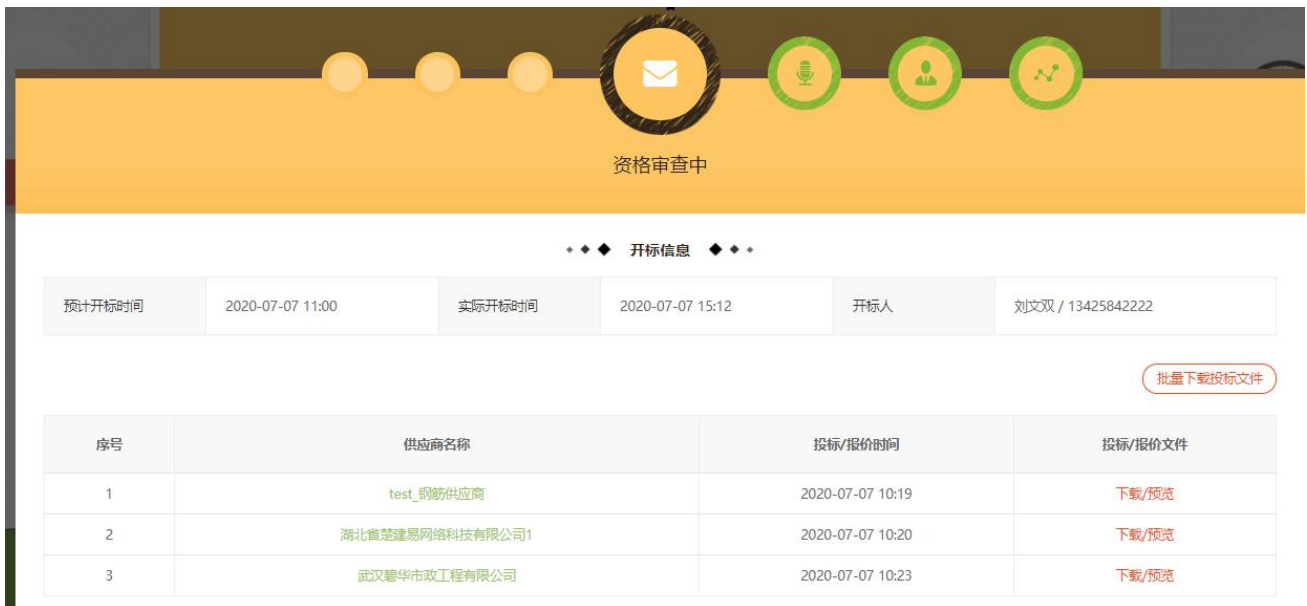 资格审查中
开标信息
预计开标时间 2020-07-07 11:00 实际开标时间 2020-07-07 15:12 开标人 刘文双 / 13425842222
批量下载投标文件
序号 供应商名称 投标/报价时间 投标/报价文件
1 test_钢筋供应商 2020-07-07 10:19 下载/预览
2 湖北省楚建易网络科技有限公司1 2020-07-07 10:20 下载/预览
3 武汉碧华市政工程有限公司 2020-07-07 10:23 下载/预览